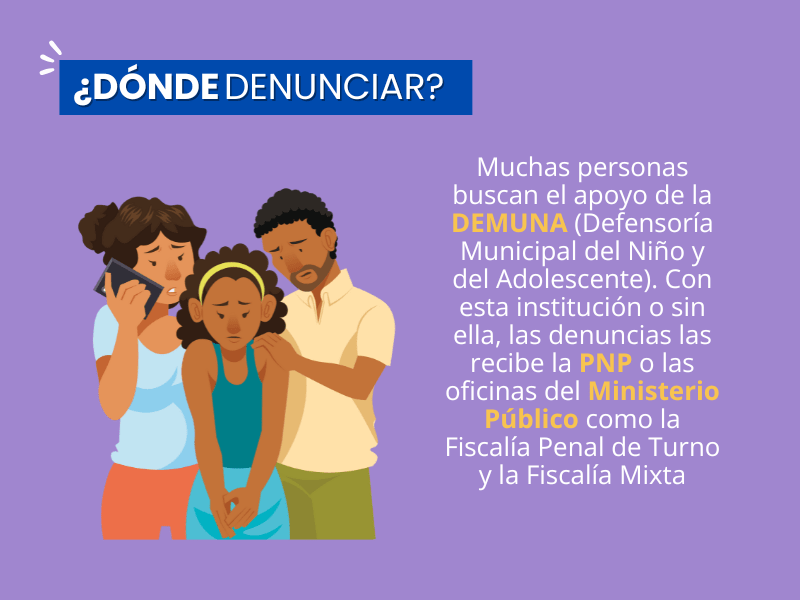 ¿DÓNDE DENUNCIAR?
Muchas personas
buscan el apoyo de la
DEMUNA (Defensoría
Municipal del Niño y
del Adolescente). Con
esta institución o sin
ella, las denuncias las
recibe la PNP o las
oficinas del Ministerio
Público como la
Fiscalía Penal de Turno
y la Fiscalía Mixta